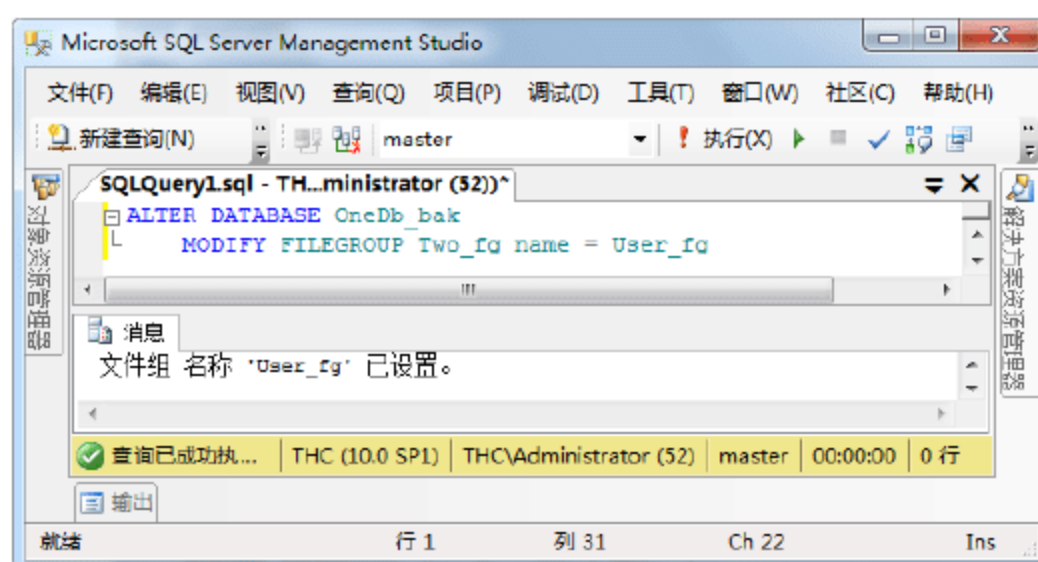 Microsoft SQL Server Management Studio
文件(F) 编辑(E) 视图(V) 查询(Q) 项目(P) 调试(D) 工具(T) 窗口(W) 社区(C) 帮助(H)
新建查询(N) master 执行(X)
SQLQuery1.sql - TH...ministrator (52))*
对象资源管理器
ALTER DATABASE OneDb_bak
MODIFY FILEGROUP Two_fg name = User_fg
解决方案资源管理器
消息
文件组 名称 'User_fg' 已设置。
查询已成功执... THC (10.0 SP1) THC\Administrator (52) master 00:00:00 0 行
输出
就绪 行 1 列 31 Ch 22 Ins